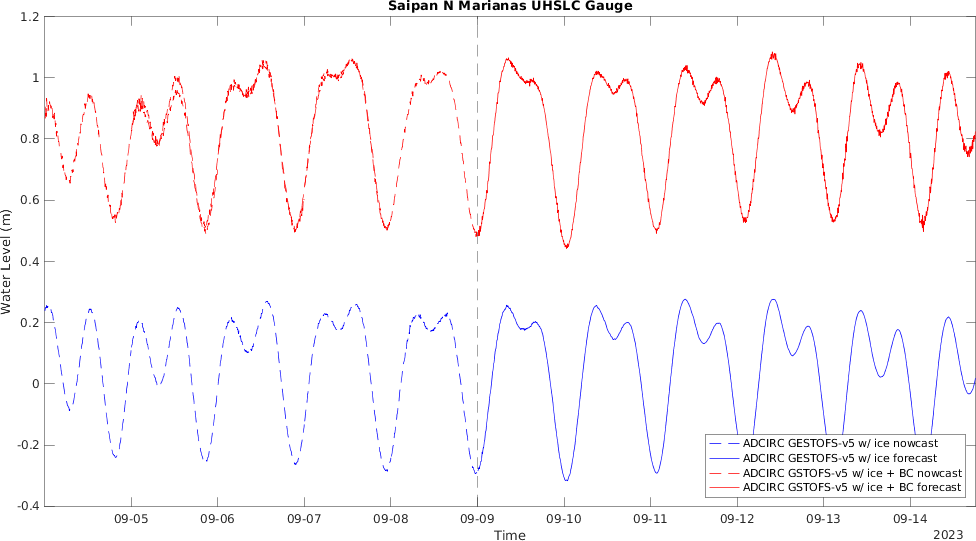 Saipan N Marianas UHSLC Gauge
1.2
1
0.8
0.6
0.4
0.2
0
-0.2
-0.4
Water Level (m)
ADCIRC GESTOFS-v5 w/ ice nowcast
ADCIRC GESTOFS-v5 w/ ice forecast
ADCIRC GSTOFS-v5 w/ ice + BC nowcast
ADCIRC GSTOFS-v5 w/ ice + BC forecast
09-05 09-06 09-07 09-08 09-09 09-10 09-11 09-12 09-13 09-14
Time
2023